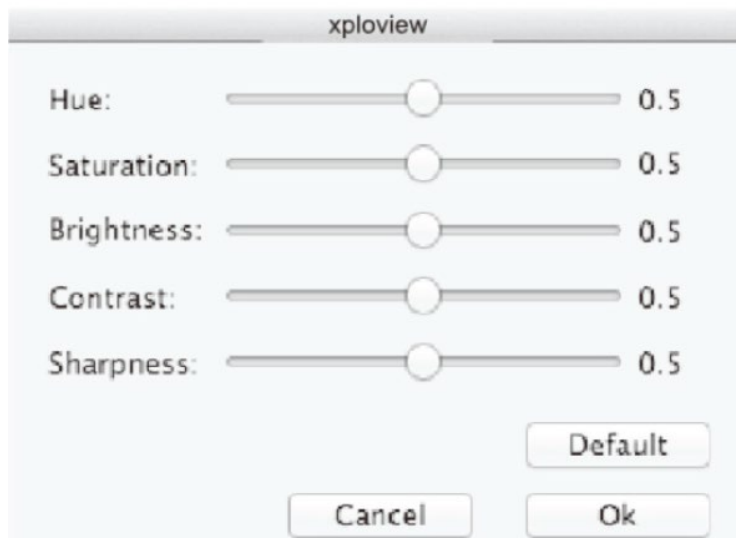 xploview
Hue: 0.5
Saturation: 0.5
Brightness: 0.5
Contrast: 0.5
Sharpness: 0.5
Default
Cancel Ok